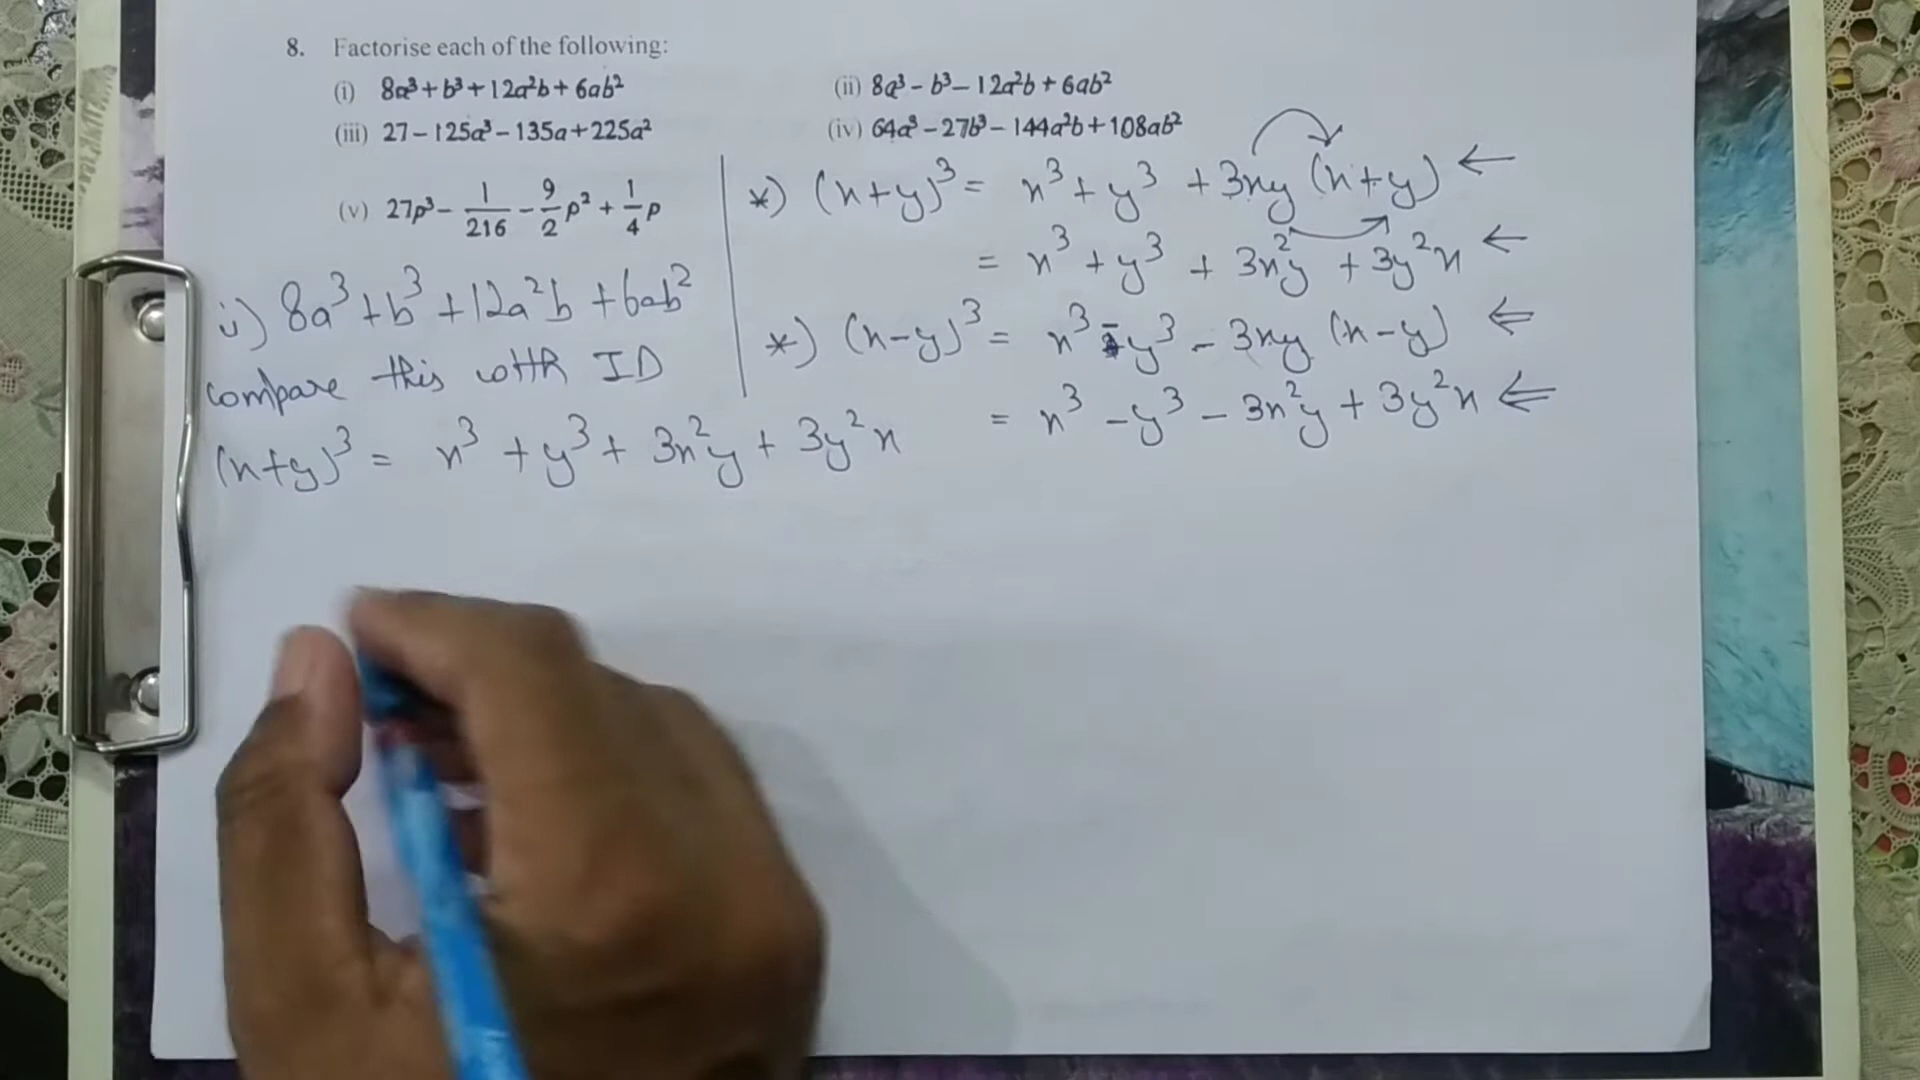 8. Factorise each of the following:
(i) 8a³ + b³ + 12a²b + 6ab² (ii) 8a³ – b³ – 12a²b + 6ab²
(iii) 27 – 125a³ – 135a + 225a² (iv) 64a³ – 27b³ – 144a²b + 108ab²
(v) 27p³ – 1/216 – 9/2 p² + 1/4 p
*) (x+y)³ = x³ + y³ + 3xy (x+y) ←
= x³ + y³ + 3x²y + 3y²x ←
*) (x-y)³ = x³ - y³ - 3xy (x-y) ⇐
= x³ - y³ - 3x²y + 3y²x ⇐
i) 8a³ + b³ + 12a²b + 6ab²
compare this with ID
(x+y)³ = x³ + y³ + 3x²y + 3y²x